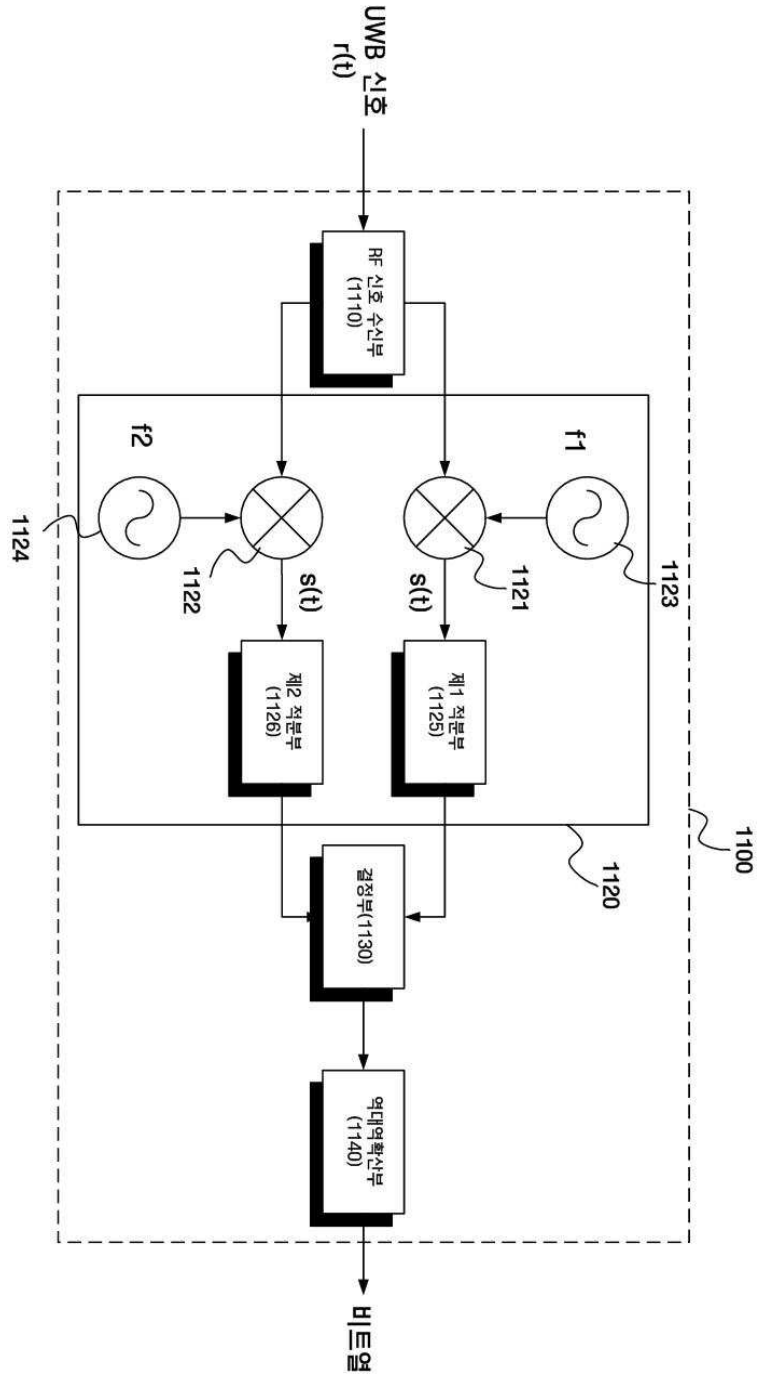 UWB 신호
r(t)
RF 신호 수신부
(1110)
f1
1123
1121
s(t)
제1 적분부
(1125)
f2
1124
1122
s(t)
제2 적분부
(1126)
1120
1100
결정부(1130)
역대역확산부
(1140)
비트열